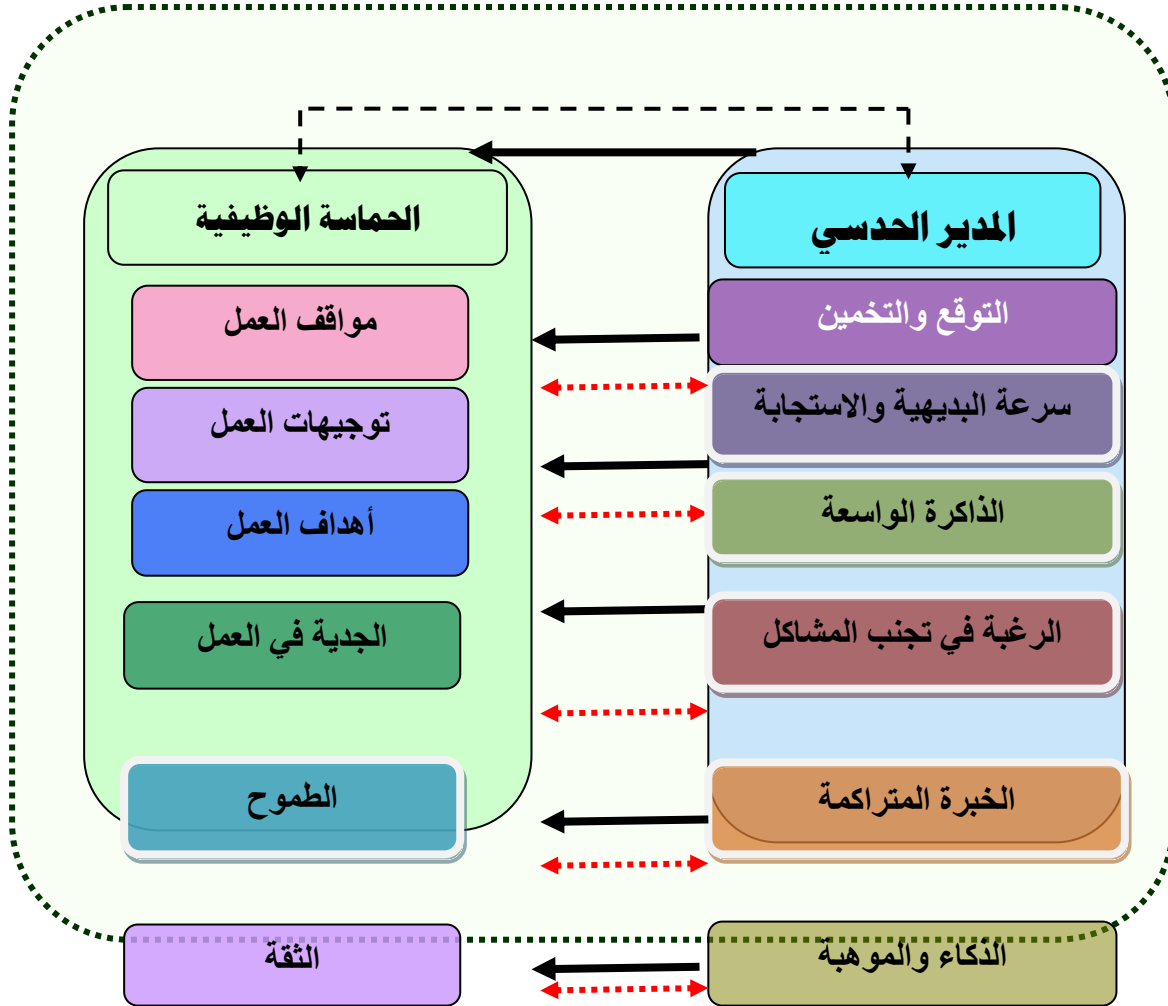 المدير الحدسي
الحماسة الوظيفية
التوقع والتخمين
مواقف العمل
سرعة البديهية والاستجابة
توجيهات العمل
الذاكرة الواسعة
أهداف العمل
الرغبة في تجنب المشاكل
الجدية في العمل
الخبرة المتراكمة
الطموح
الذكاء والموهبة
الثقة